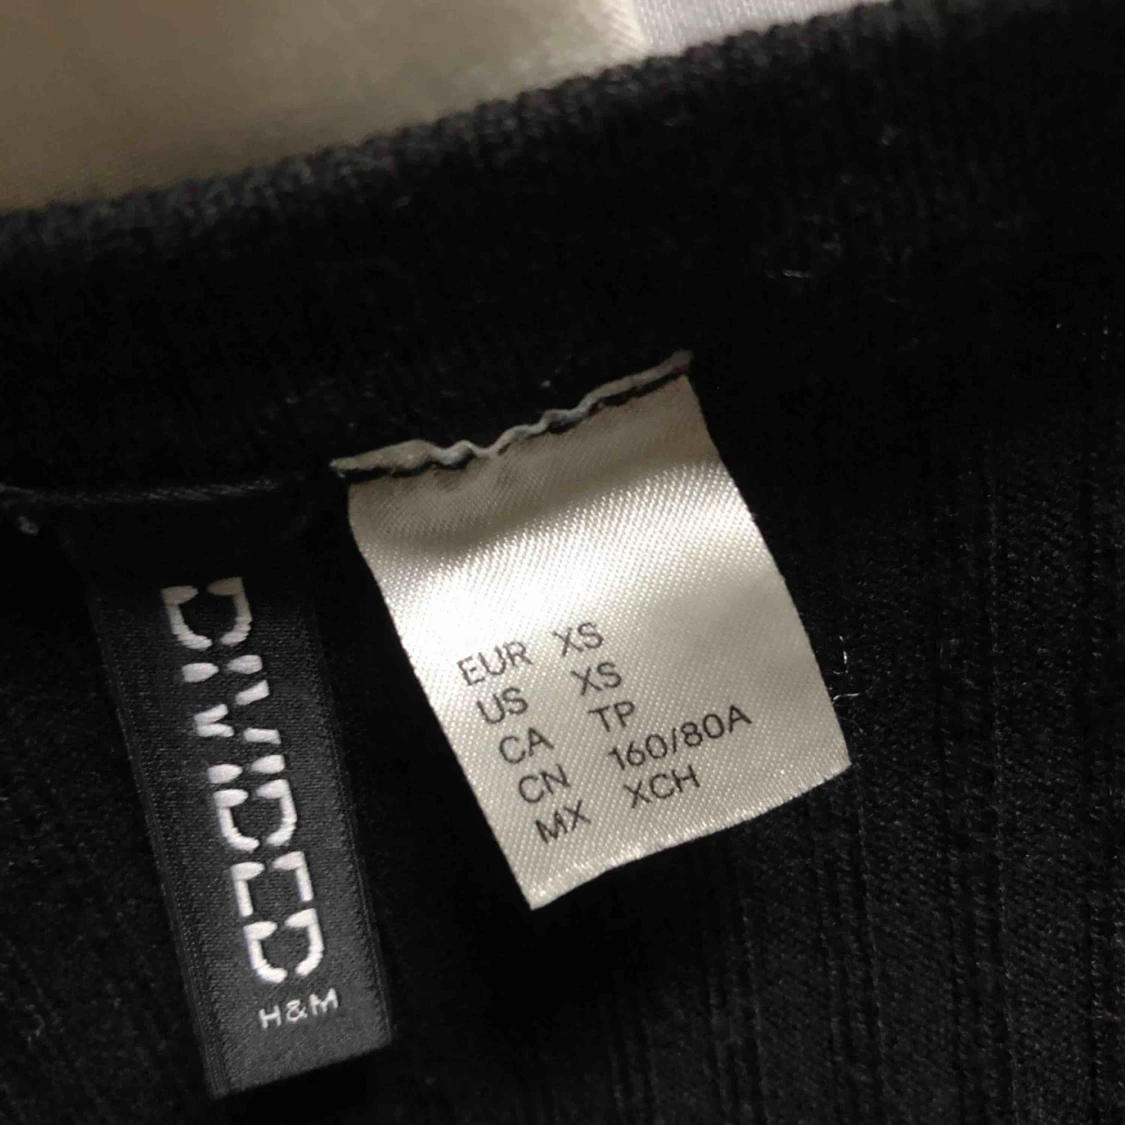 DIVIDED
H&M
EUR XS
US XS
CA TP
CN 160/80A
MX XCH